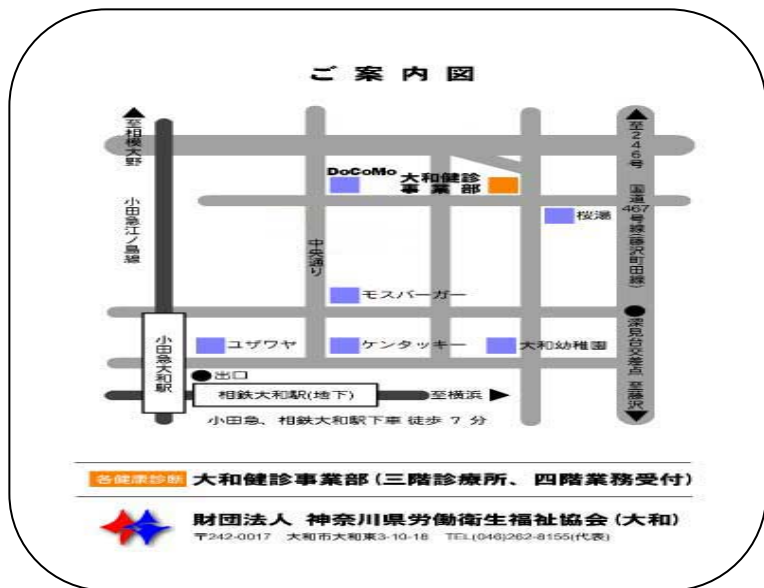 ご案内図
至相模大野
小田急江ノ島線
中央通り
DoCoMo
大和健診
事業部
桜湯
至246号
国道467号線(藤沢町田線)
深見台交差点
至藤沢
モスバーガー
小田急大和駅
ユザワヤ
ケンタッキー
大和幼稚園
出口
相鉄大和駅(地下)
至横浜
小田急、相鉄大和駅下車 徒歩 7 分
各健康診断 大和健診事業部(三階診療所、四階業務受付)
財団法人 神奈川県労働衛生福祉協会(大和)
〒242-0017 大和市大和東3-10-18 TEL(046)262-8155(代表)